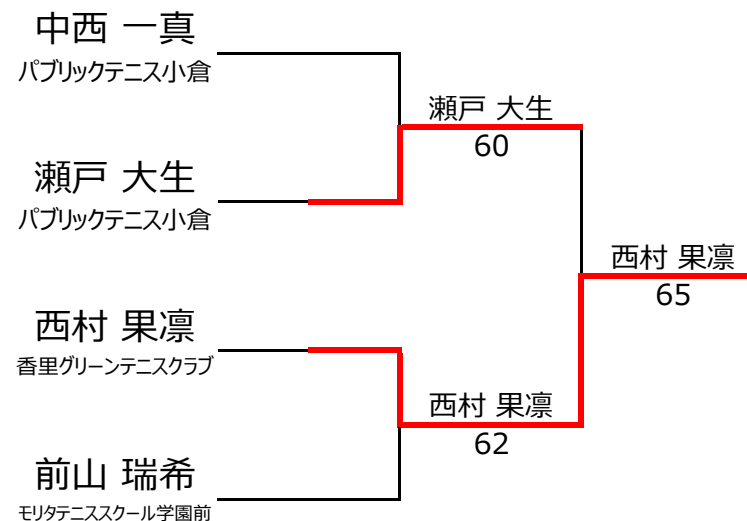 中西 一真
パブリックテニス小倉
瀬戸 大生
60
瀬戸 大生
パブリックテニス小倉
西村 果凛
65
西村 果凛
香里グリーンテニスクラブ
西村 果凛
62
前山 瑞希
モリタテニススクール学園前